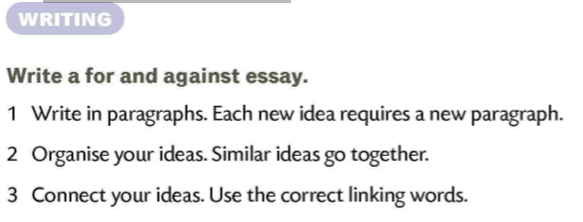 WRITING
Write a for and against essay.
1 Write in paragraphs. Each new idea requires a new paragraph.
2 Organise your ideas. Similar ideas go together.
3 Connect your ideas. Use the correct linking words.